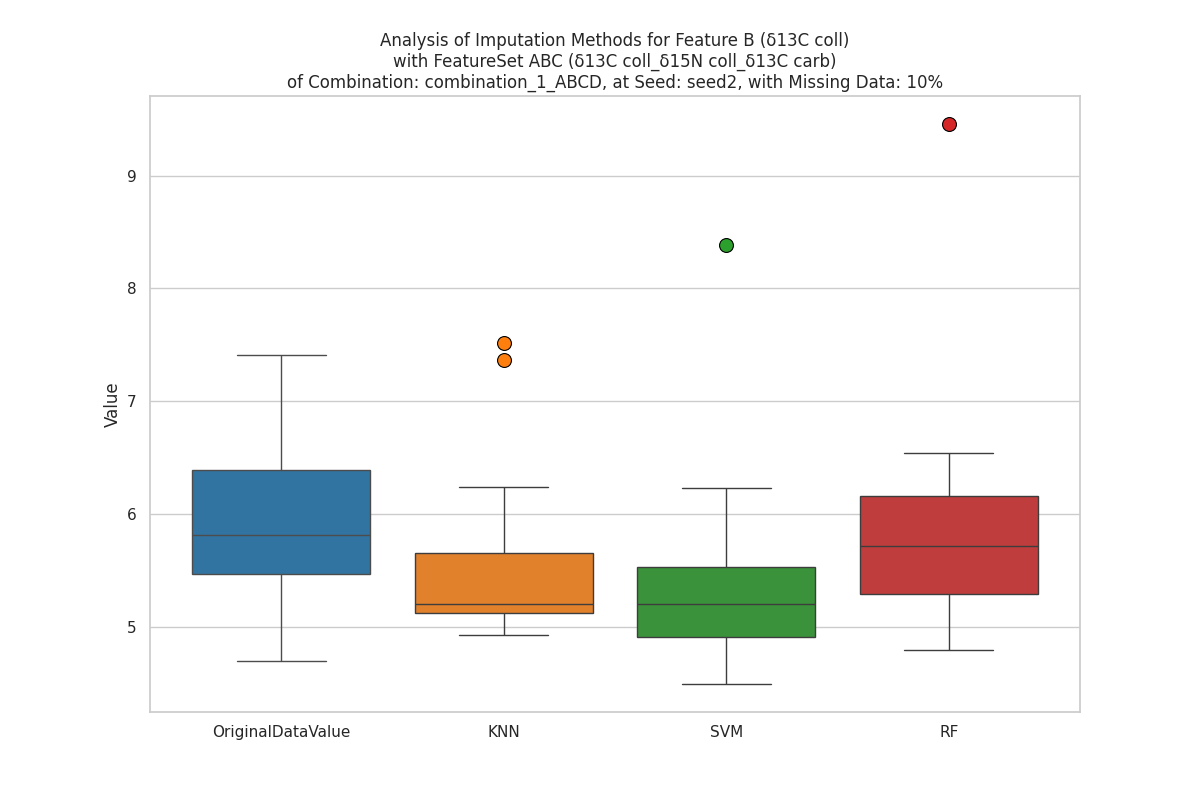 Analysis of Imputation Methods for Feature B (δ13C coll)
with FeatureSet ABC (δ13C coll_δ15N coll_δ13C carb)
of Combination: combination_1_ABCD, at Seed: seed2, with Missing Data: 10%
9
8
7
6
5
Value
OriginalDataValue
KNN
SVM
RF